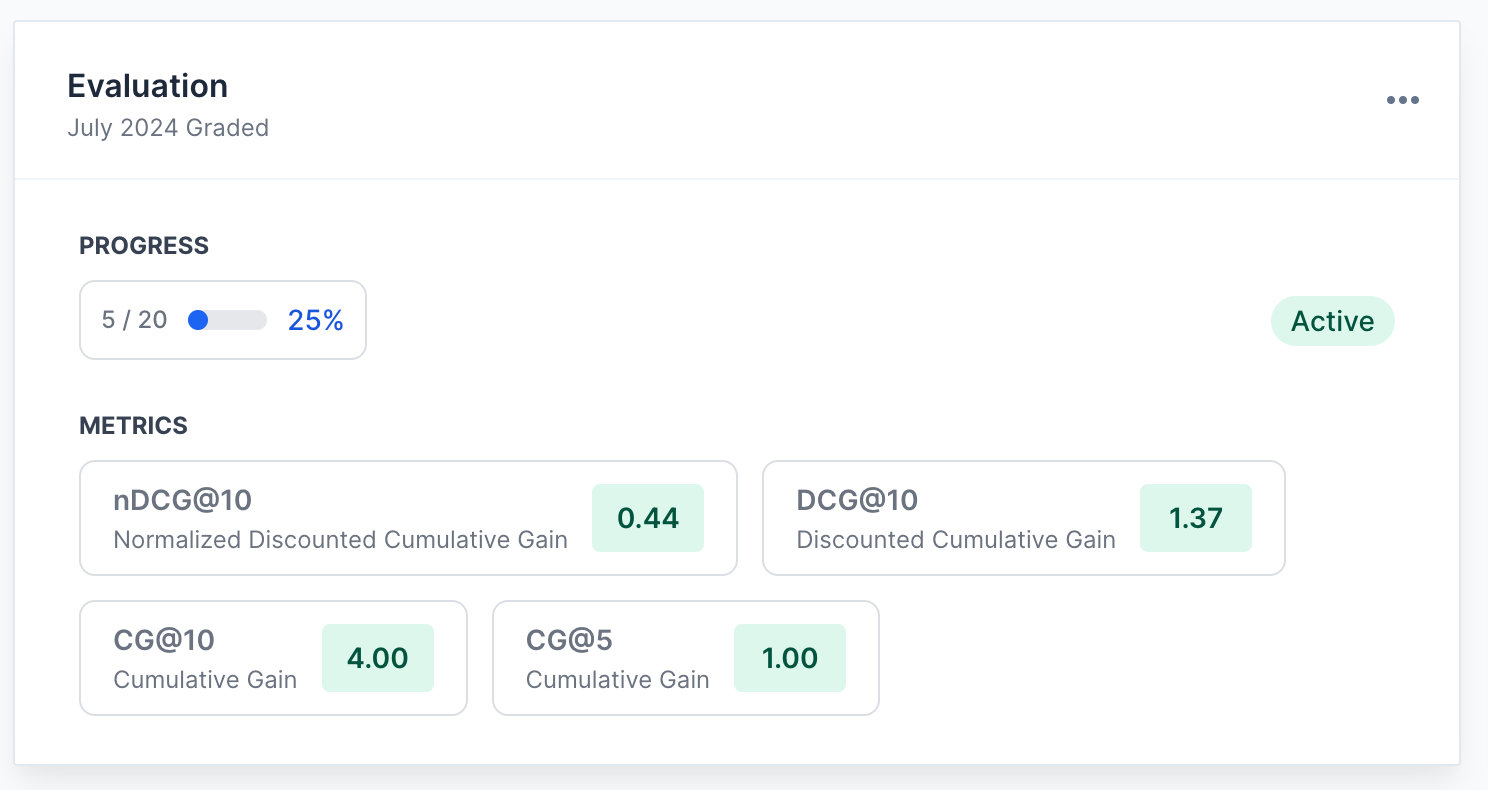 Evaluation
July 2024 Graded
PROGRESS
5 / 20 25%
Active
METRICS
nDCG@10
Normalized Discounted Cumulative Gain
0.44
DCG@10
Discounted Cumulative Gain
1.37
CG@10
Cumulative Gain
4.00
CG@5
Cumulative Gain
1.00